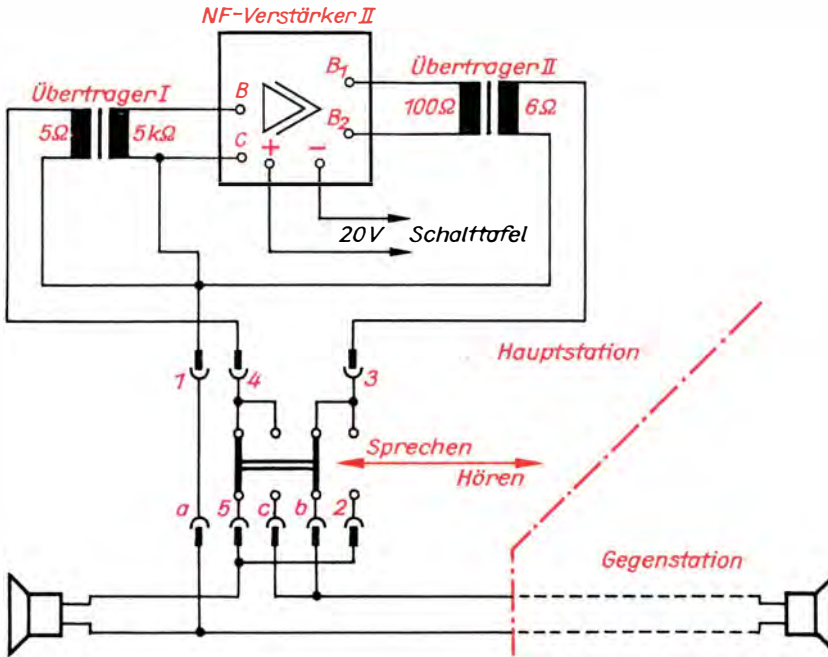 NF-Verstärker II
Übertrager I
B
B1
Übertrager II
5Ω
5kΩ
100Ω
6Ω
C
+
−
B2
20V Schalttafel
Hauptstation
1
4
3
Sprechen
Hören
a
5
c
b
2
Gegenstation